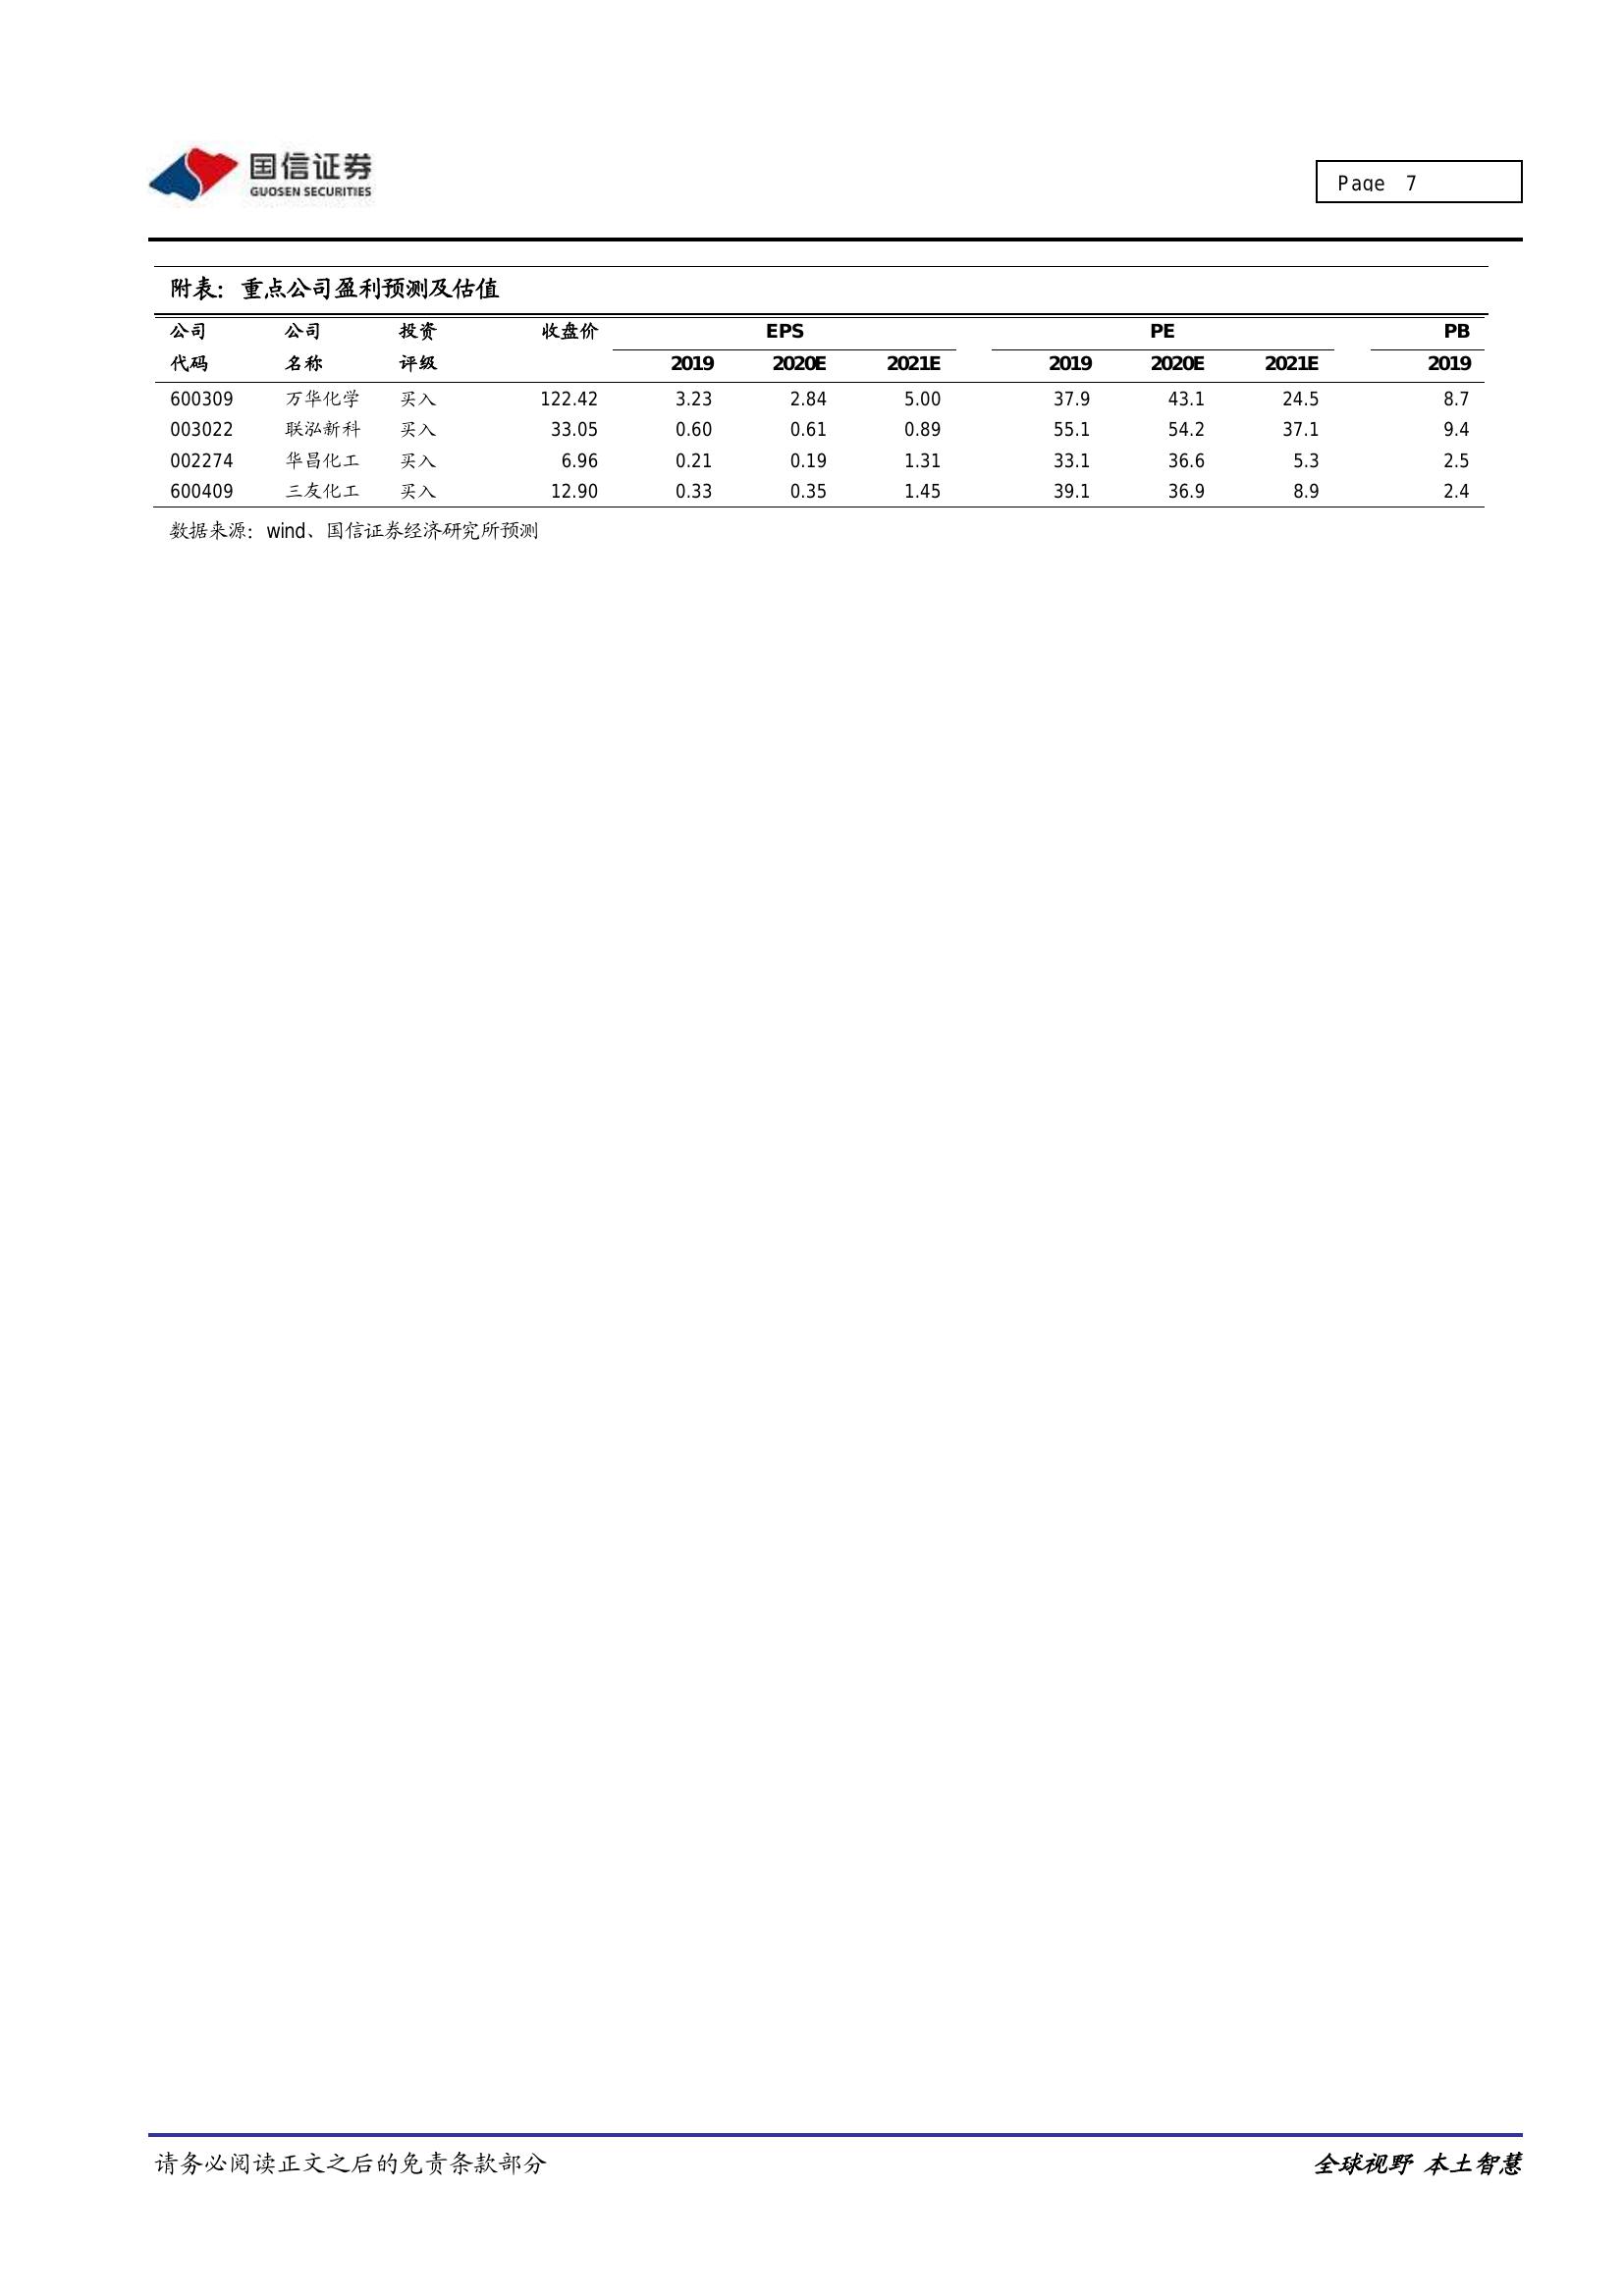 国信证券
GUOSEN SECURITIES
Page 7
附表：重点公司盈利预测及估值
公司 公司 投资 收盘价 EPS PE PB
代码 名称 评级 2019 2020E 2021E 2019 2020E 2021E 2019
600309 万华化学 买入 122.42 3.23 2.84 5.00 37.9 43.1 24.5 8.7
003022 联泓新科 买入 33.05 0.60 0.61 0.89 55.1 54.2 37.1 9.4
002274 华昌化工 买入 6.96 0.21 0.19 1.31 33.1 36.6 5.3 2.5
600409 三友化工 买入 12.90 0.33 0.35 1.45 39.1 36.9 8.9 2.4
数据来源：wind、国信证券经济研究所预测
请务必阅读正文之后的免责条款部分 全球视野 本土智慧